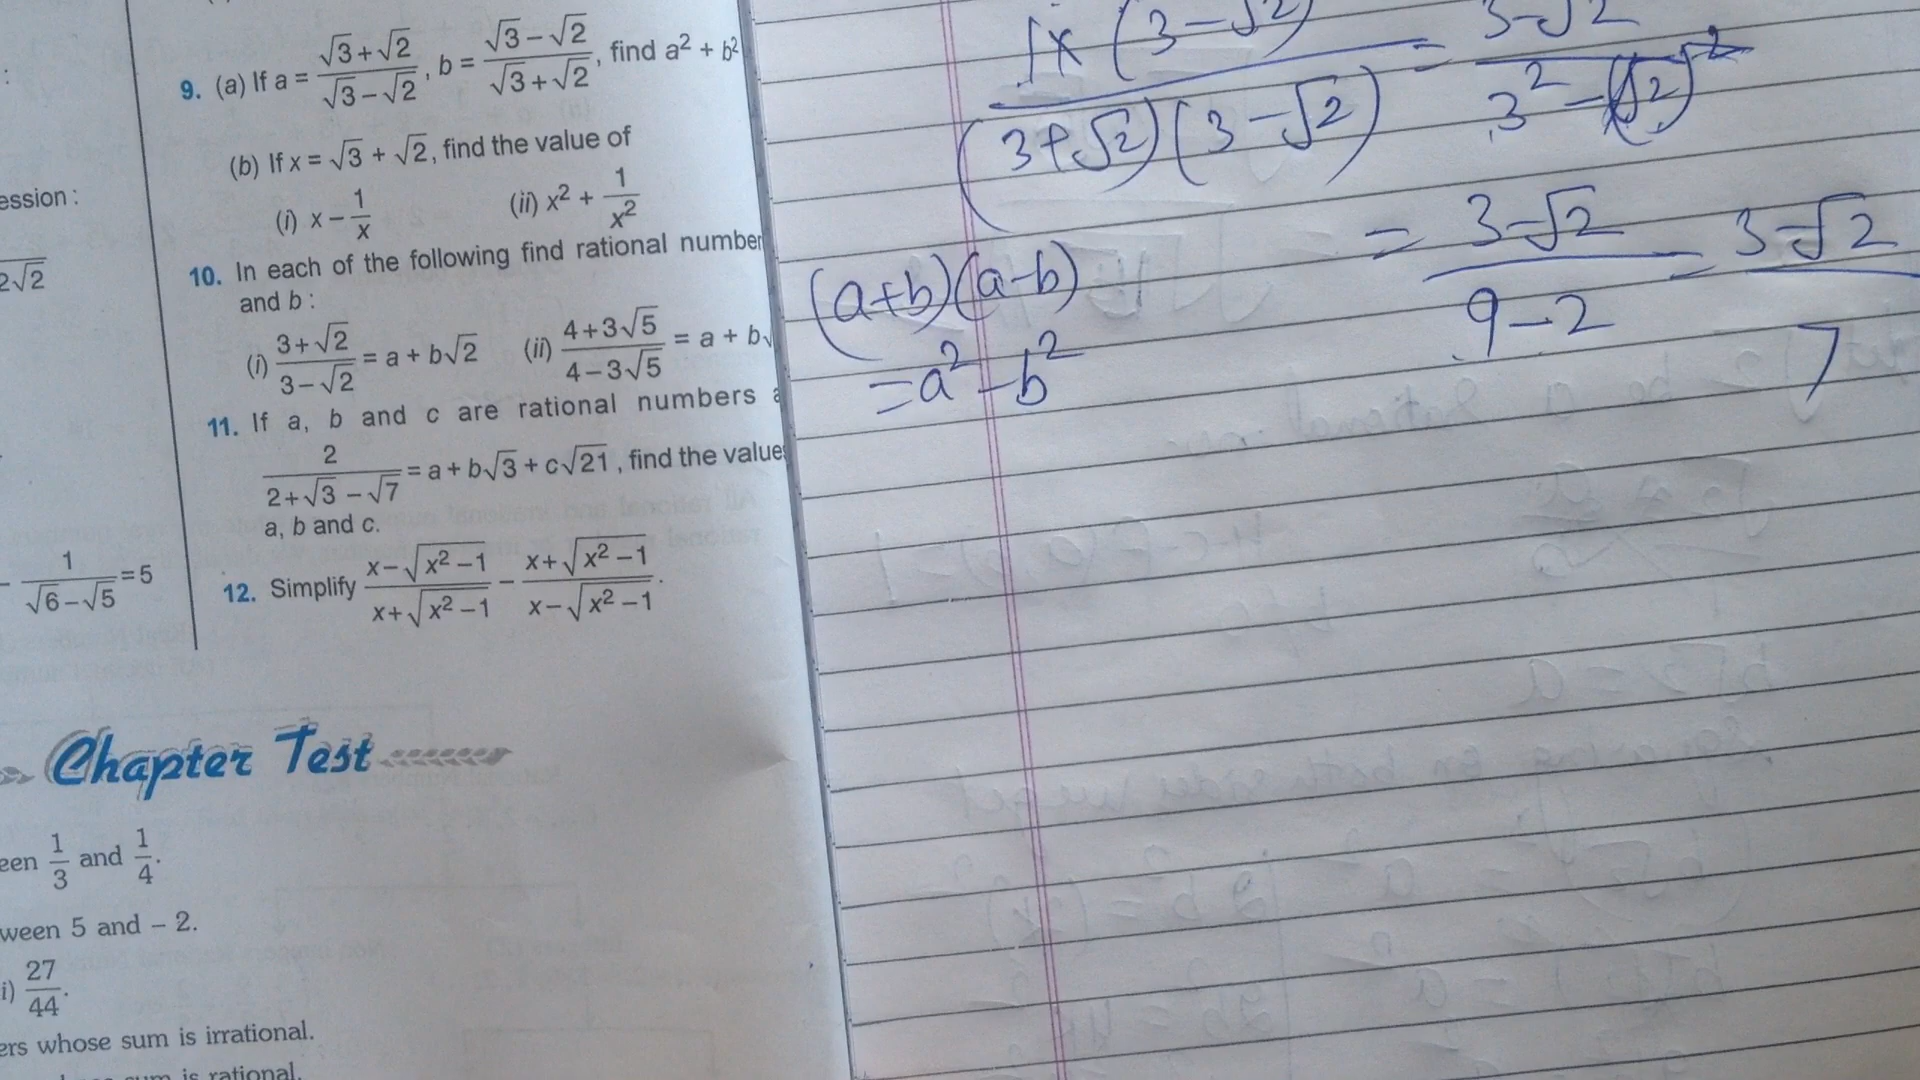 9. (a) If a = (√3+√2)/(√3−√2), b = (√3−√2)/(√3+√2), find a² + b²
(b) If x = √3 + √2, find the value of
(i) x − 1/x (ii) x² + 1/x²
10. In each of the following find rational number
and b :
(i) (3+√2)/(3−√2) = a + b√2 (ii) (4+3√5)/(4−3√5) = a + b√
11. If a, b and c are rational numbers
2/(2+√3−√7) = a + b√3 + c√21, find the value
a, b and c.
12. Simplify (x−√(x²−1))/(x+√(x²−1)) − (x+√(x²−1))/(x−√(x²−1)).
ession :
2√2
− 1/(√6−√5) = 5
Chapter Test
een 1/3 and 1/4.
ween 5 and − 2.
i) 27/44.
ers whose sum is irrational.
sum is rational.
1×(3−√2)/(3+√2)(3−√2) = (3−√2)/(3²−(√2)²)
= (3−√2)/(9−2) = (3−√2)/7
(a+b)(a−b)
= a²−b²